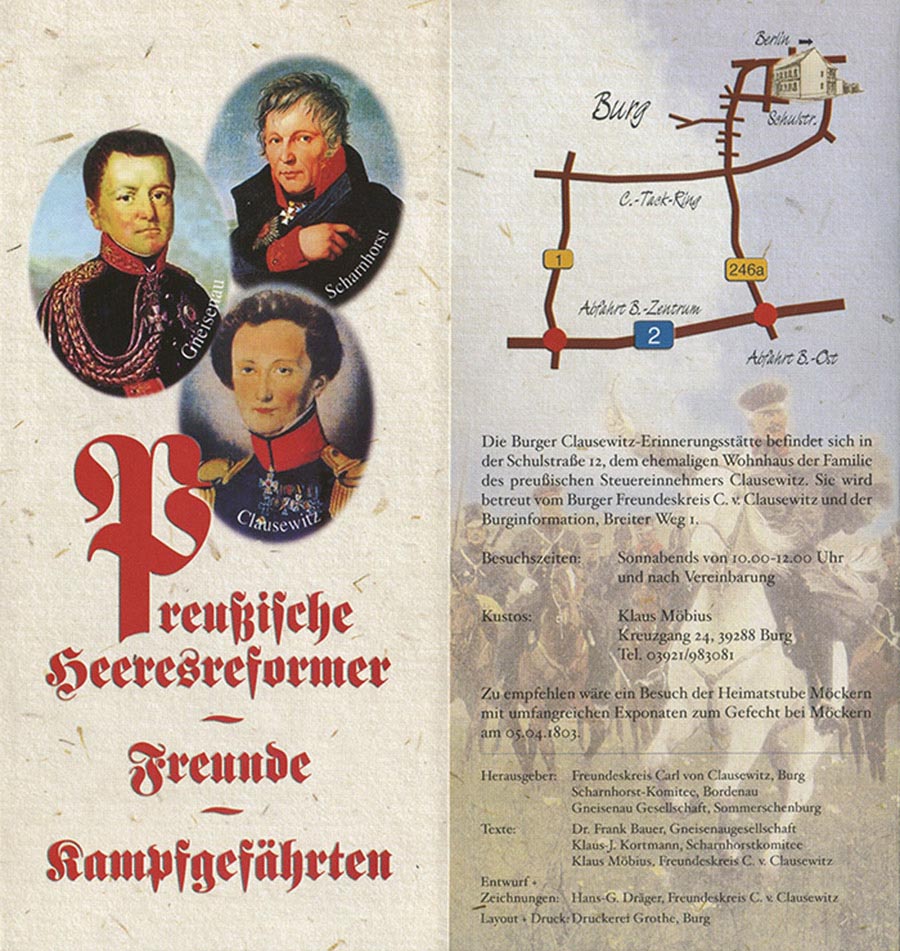 Gneisenau
Scharnhorst
Clausewitz
Preußische
Heeresreformer
–
Freunde
–
Kampfgefährten
Berlin
Burg
Schulstr.
C.-Tack-Ring
1
246a
Abfahrt B.-Zentrum
2
Abfahrt B.-Ost
Die Burger Clausewitz-Erinnerungsstätte befindet sich in
der Schulstraße 12, dem ehemaligen Wohnhaus der Familie
des preußischen Steuereinnehmers Clausewitz. Sie wird
betreut vom Burger Freundeskreis C. v. Clausewitz und der
Burginformation, Breiter Weg 1.
Besuchszeiten: Sonnabends von 10.00-12.00 Uhr
und nach Vereinbarung
Kustos: Klaus Möbius
Kreuzgang 24, 39288 Burg
Tel. 03921/983081
Zu empfehlen wäre ein Besuch der Heimatstube Möckern
mit umfangreichen Exponaten zum Gefecht bei Möckern
am 05.04.1803.
Herausgeber: Freundeskreis Carl von Clausewitz, Burg
Scharnhorst-Komitee, Bordenau
Gneisenau Gesellschaft, Sommerschenburg
Texte: Dr. Frank Bauer, Gneisenaugesellschaft
Klaus-J. Kortmann, Scharnhorstkomitee
Klaus Möbius, Freundeskreis C. v. Clausewitz
Entwurf +
Zeichnungen: Hans-G. Dräger, Freundeskreis C. v. Clausewitz
Layout + Druck: Druckerei Grothe, Burg